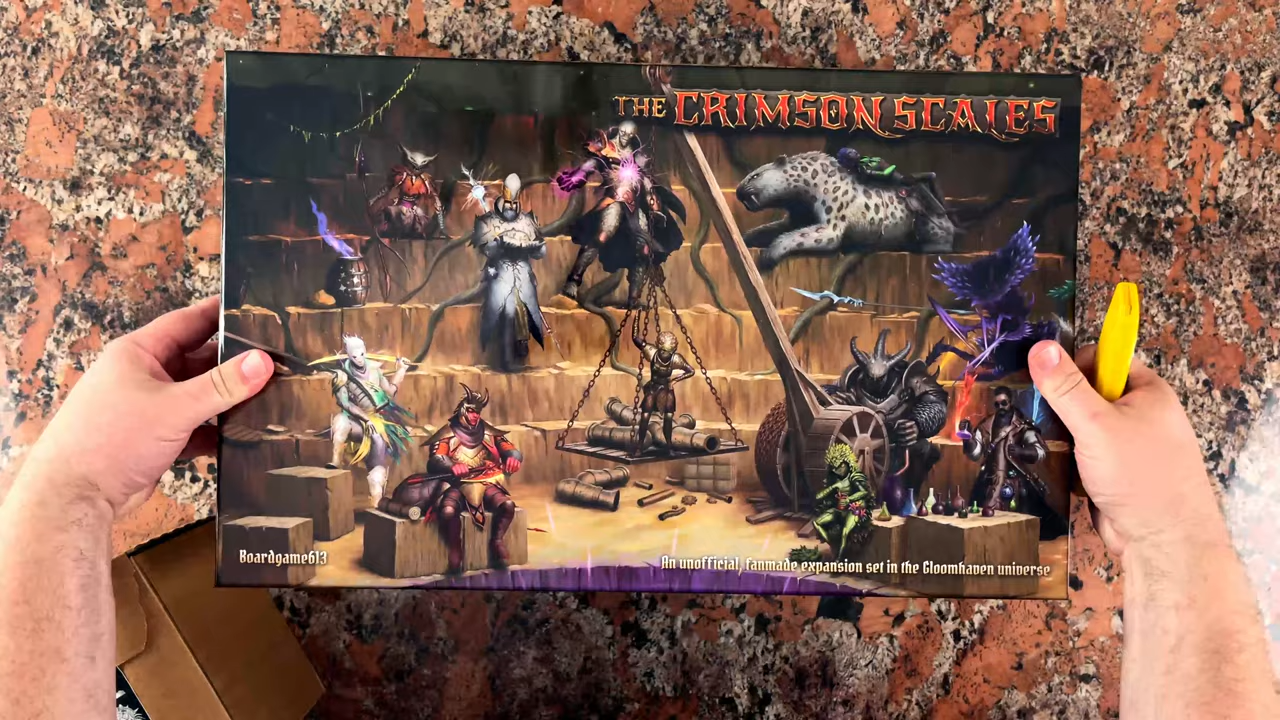 THE CRIMSON SCALES
Boardgame613
An unofficial, fanmade expansion set in the Gloomhaven universe